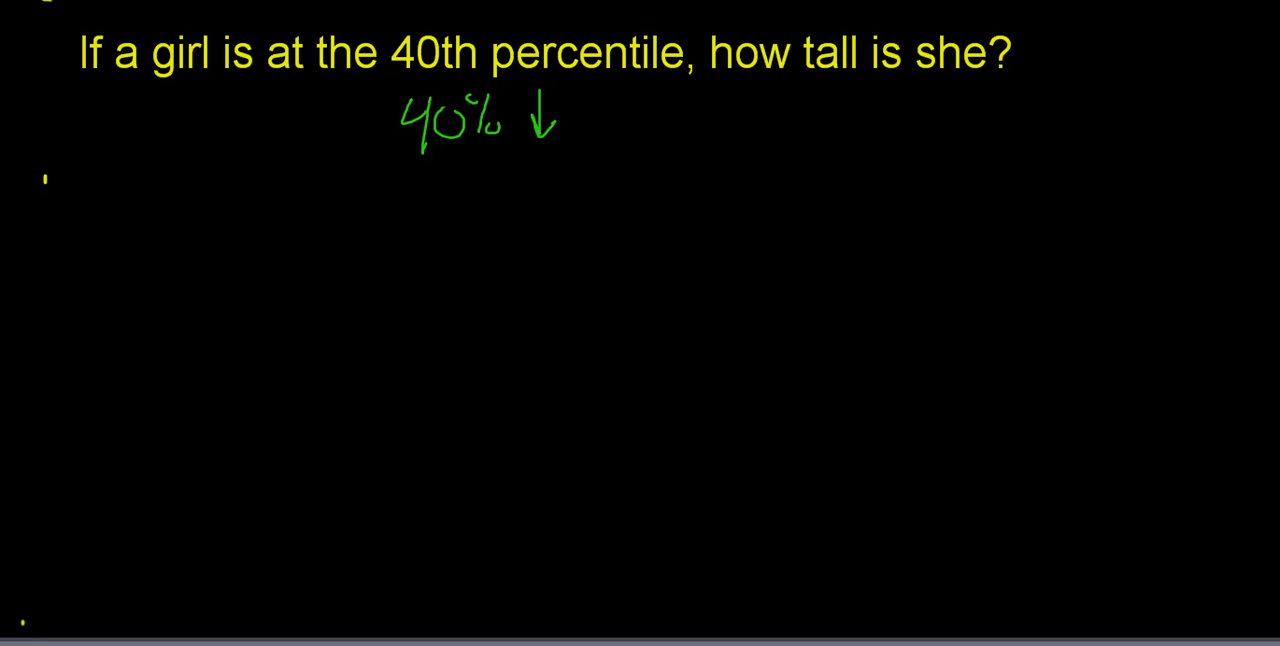 If a girl is at the 40th percentile, how tall is she?
40% ↓